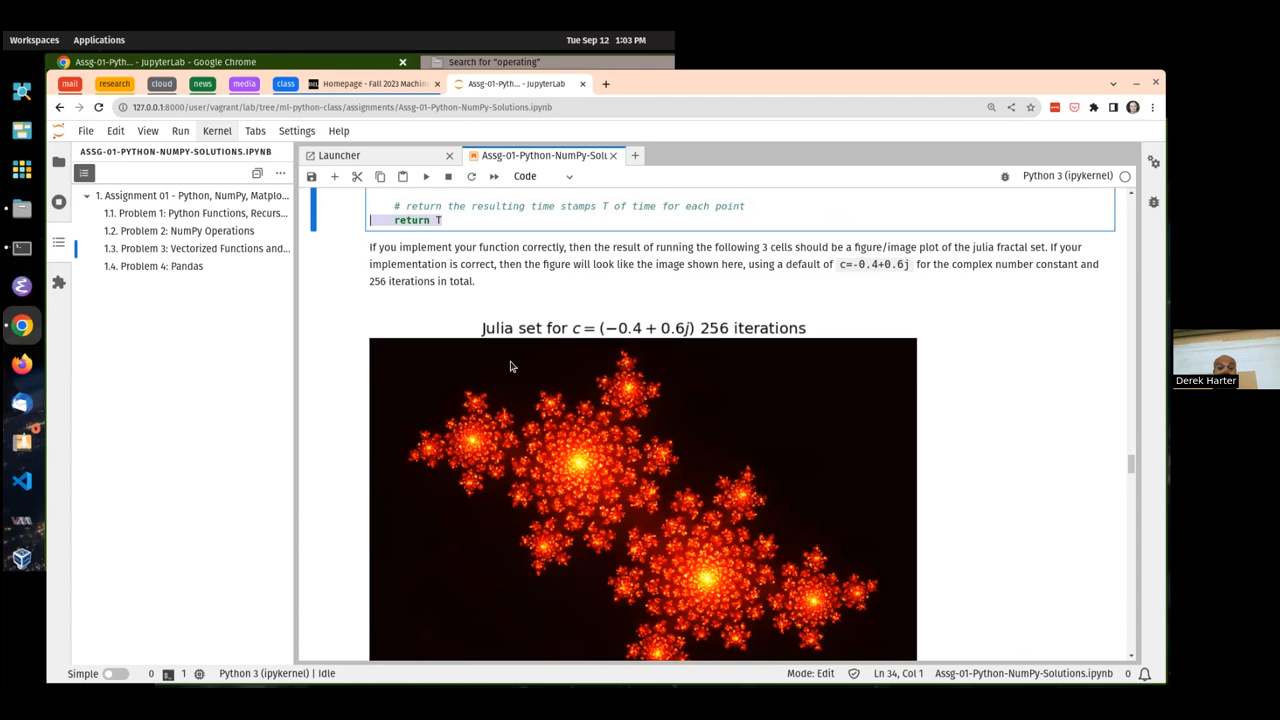 Workspaces Applications Tue Sep 12 1:03 PM
Assg-01-Pyth... - JupyterLab - Google Chrome Search for "operating"
mail research cloud news media class Homepage - Fall 2023 Machin Assg-01-Pyth... - JupyterLab
127.0.0.1:8000/user/vagrant/lab/tree/ml-python-class/assignments/Assg-01-Python-NumPy-Solutions.ipynb
File Edit View Run Kernel Tabs Settings Help
ASSG-01-PYTHON-NUMPY-SOLUTIONS.IPYNB
Launcher Assg-01-Python-NumPy-Solu
Code Python 3 (ipykernel)
1. Assignment 01 - Python, NumPy, Matplo...
1.1. Problem 1: Python Functions, Recurs...
1.2. Problem 2: NumPy Operations
1.3. Problem 3: Vectorized Functions and...
1.4. Problem 4: Pandas
# return the resulting time stamps T of time for each point
return T
If you implement your function correctly, then the result of running the following 3 cells should be a figure/image plot of the julia fractal set. If your
implementation is correct, then the figure will look like the image shown here, using a default of c=-0.4+0.6j for the complex number constant and
256 iterations in total.
Julia set for c = (−0.4 + 0.6j) 256 iterations
Derek Harter
Simple 0 1 Python 3 (ipykernel) | Idle Mode: Edit Ln 34, Col 1 Assg-01-Python-NumPy-Solutions.ipynb 0